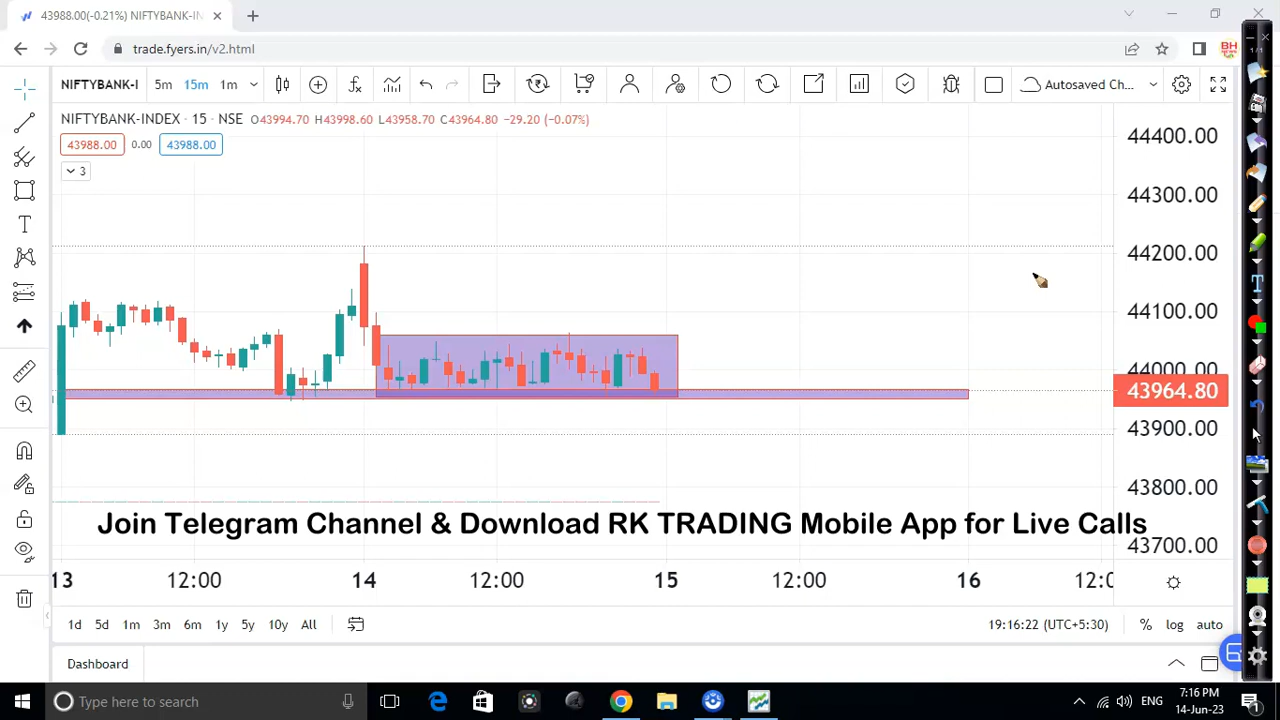 43988.00(-0.21%) NIFTYBANK-IN
trade.fyers.in/v2.html
1/1
NIFTYBANK-I 5m 15m 1m Autosaved Ch...
NIFTYBANK-INDEX · 15 · NSE O43994.70 H43998.60 L43958.70 C43964.80 −29.20 (−0.07%)
43988.00 0.00 43988.00
3
44400.00
44300.00
44200.00
44100.00
44000.00
43964.80
43900.00
43800.00
Join Telegram Channel & Download RK TRADING Mobile App for Live Calls
43700.00
13 12:00 14 12:00 15 12:00 16 12:0
1d 5d 1m 3m 6m 1y 5y 10y All 19:16:22 (UTC+5:30) % log auto
Dashboard
Type here to search
ENG
7:16 PM
14-Jun-23